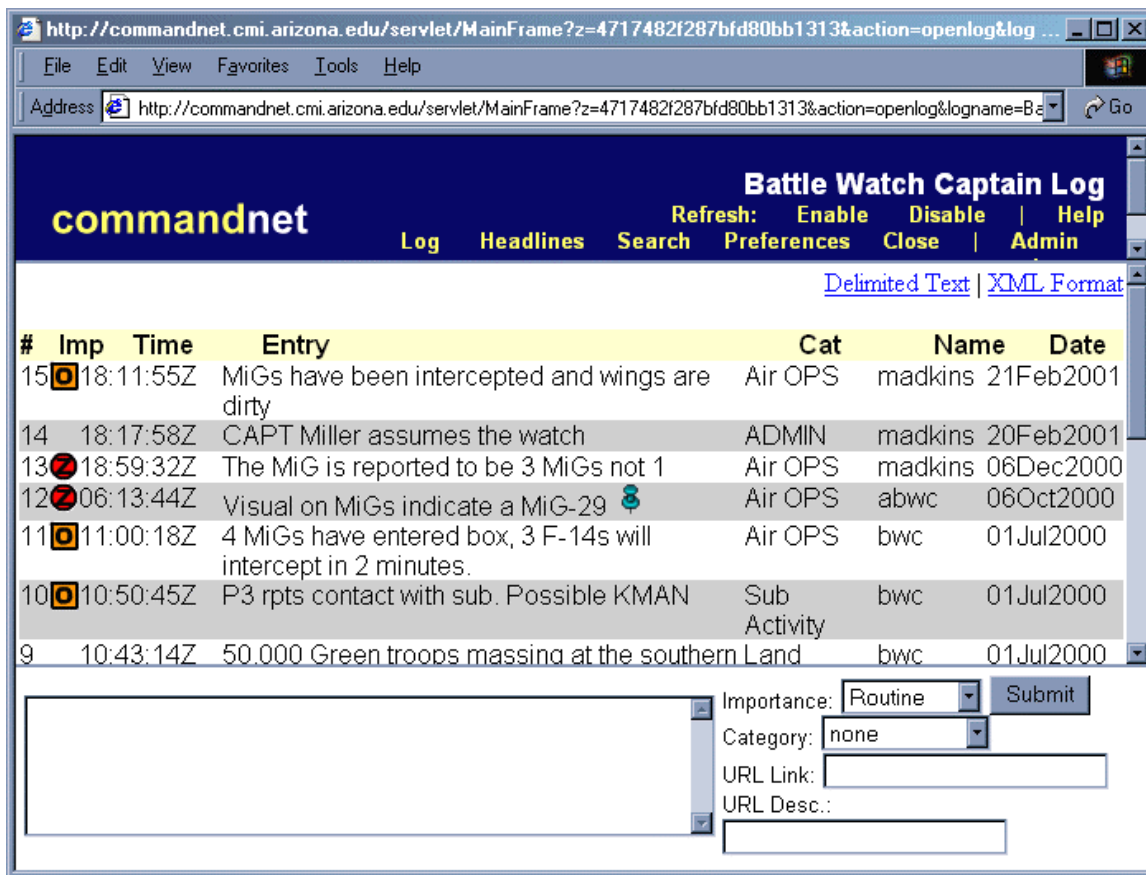 http://commandnet.cmi.arizona.edu/servlet/MainFrame?z=4717482f287bfd80bb1313&action=openlog&log ...
File Edit View Favorites Tools Help
Address http://commandnet.cmi.arizona.edu/servlet/MainFrame?z=4717482f287bfd80bb1313&action=openlog&logname=Ba Go
Battle Watch Captain Log
commandnet
Refresh: Enable Disable | Help
Log Headlines Search Preferences Close | Admin
Delimited Text | XML Format
# Imp Time Entry Cat Name Date
15 O 18:11:55Z MiGs have been intercepted and wings are Air OPS madkins 21Feb2001
dirty
14 18:17:58Z CAPT Miller assumes the watch ADMIN madkins 20Feb2001
13 Z 18:59:32Z The MiG is reported to be 3 MiGs not 1 Air OPS madkins 06Dec2000
12 Z 06:13:44Z Visual on MiGs indicate a MiG-29 Air OPS abwc 06Oct2000
11 O 11:00:18Z 4 MiGs have entered box, 3 F-14s will Air OPS bwc 01Jul2000
intercept in 2 minutes.
10 O 10:50:45Z P3 rpts contact with sub. Possible KMAN Sub bwc 01Jul2000
Activity
9 10:43:14Z 50,000 Green troops massing at the southern Land bwc 01Jul2000
Importance: Routine Submit
Category: none
URL Link:
URL Desc.: